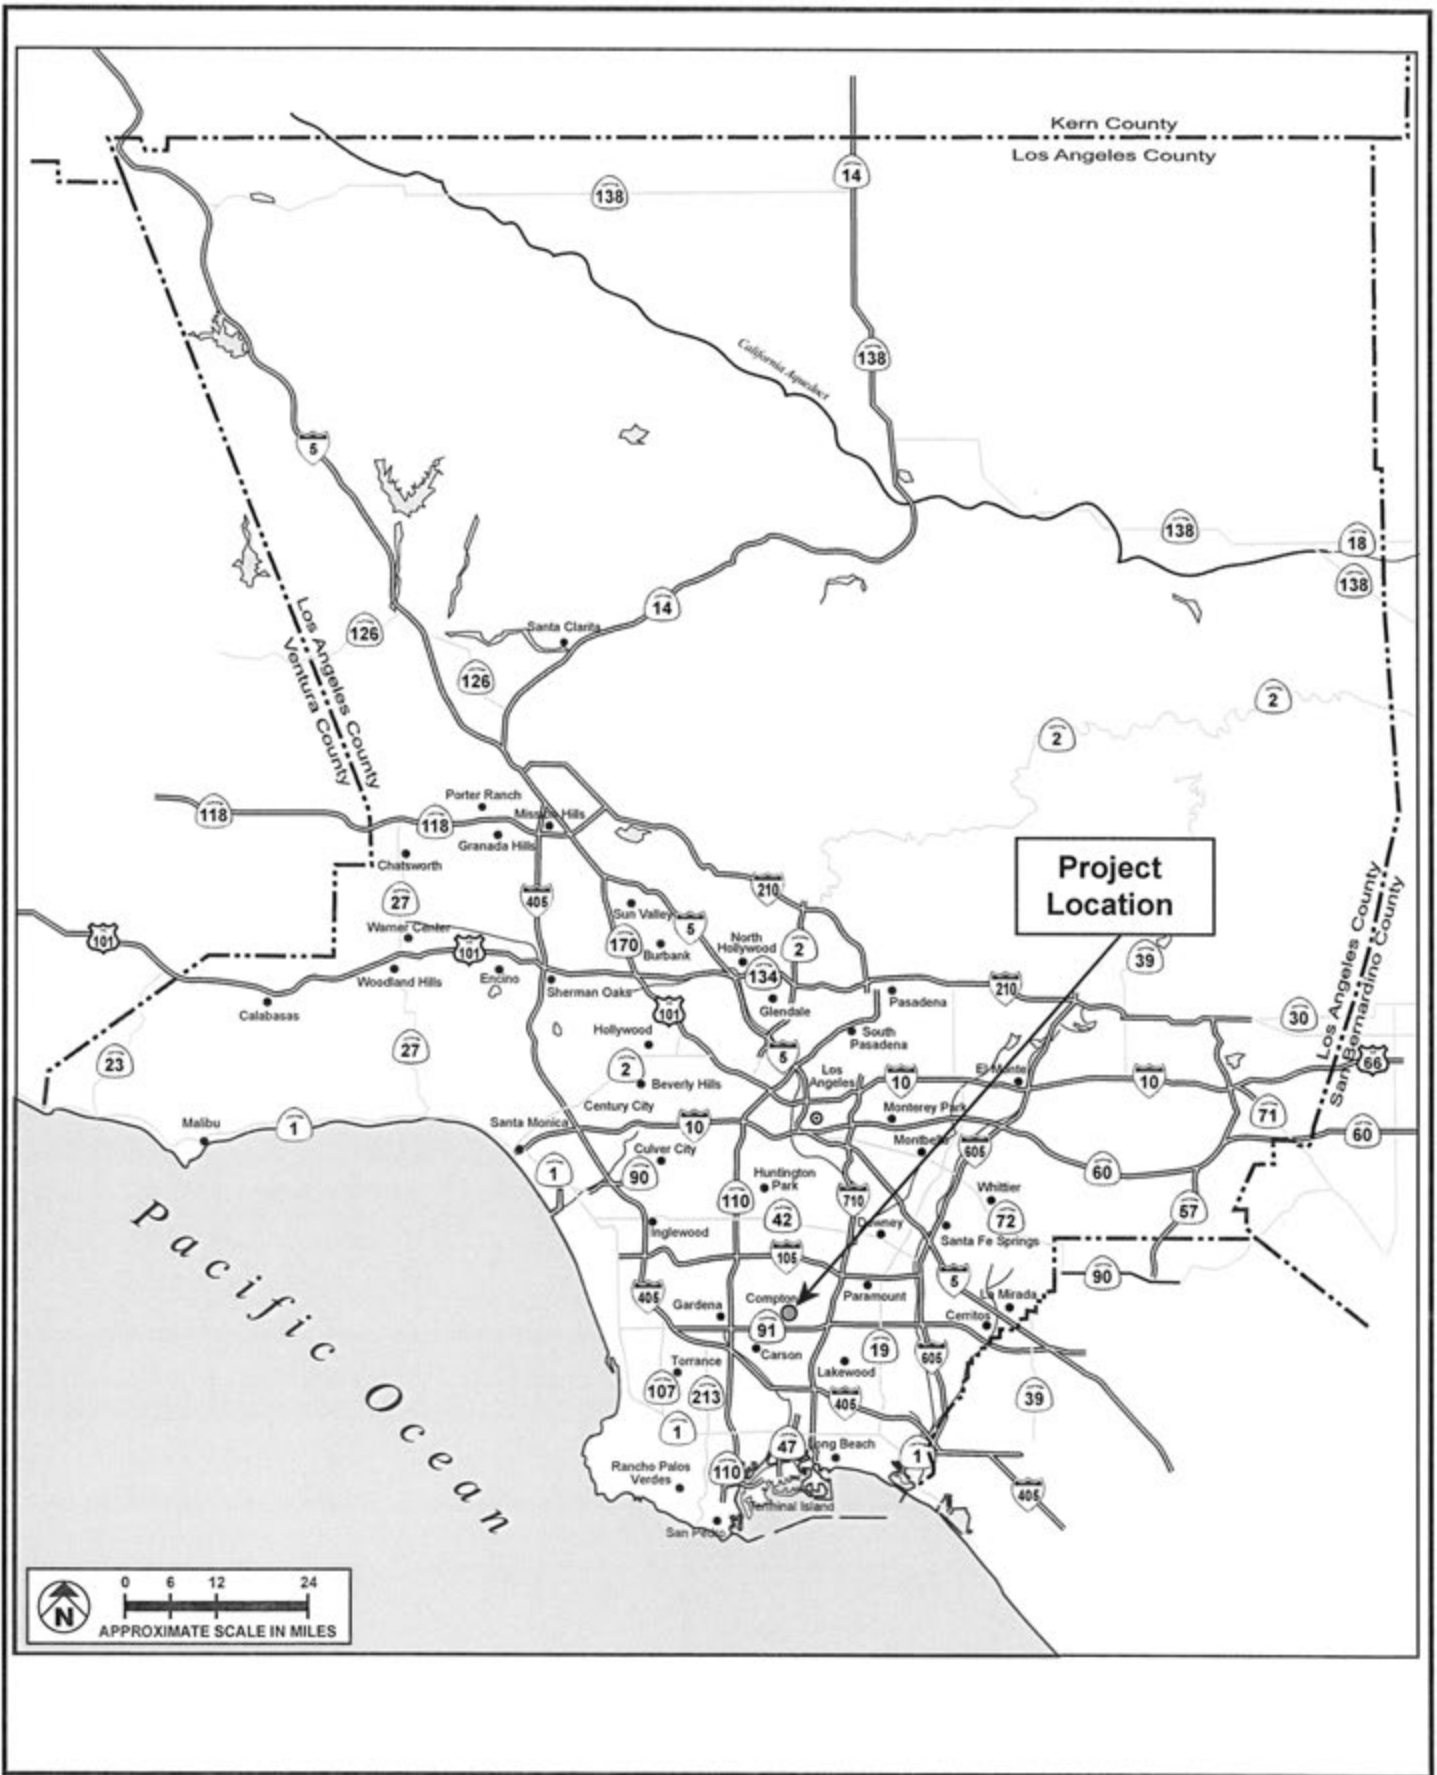 Kern County
Los Angeles County
14
138
138
California Aqueduct
5
138
18
138
14
126
Santa Clarita
126
Los Angeles County
Ventura County
2
2
Porter Ranch
118
118
Mission Hills
Granada Hills
Chatsworth
Project
Location
210
405
27
Sun Valley
5
Warner Center
101
101
170
Burbank
North
Hollywood
2
39
Los Angeles County
San Bernardino County
Woodland Hills
Encino
134
Sherman Oaks
210
Calabasas
101
Glendale
Pasadena
30
Hollywood
South
Pasadena
23
27
5
66
2
Beverly Hills
Los
Angeles
10
El Monte
10
Century City
71
Malibu
1
Santa Monica
10
Monterey Park
60
Culver City
Montbello
605
1
90
60
Huntington
Park
110
710
Whittier
42
72
57
Inglewood
Downey
Santa Fe Springs
105
5
90
405
Gardena
Compton
Paramount
La Mirada
91
Cerritos
Carson
19
605
Torrance
Lakewood
107
213
405
39
1
47
Long Beach
1
Rancho Palos
Verdes
110
405
Terminal Island
San Pedro
Pacific Ocean
0 6 12 24
N
APPROXIMATE SCALE IN MILES